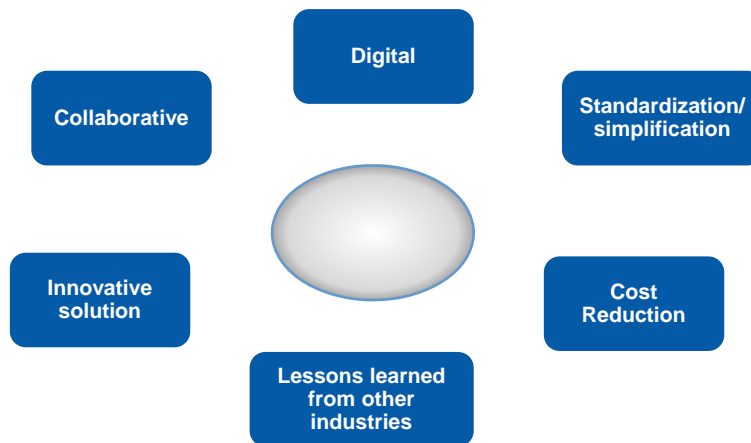 Digital
Collaborative
Standardization/
simplification
Innovative
solution
Cost
Reduction
Lessons learned
from other
industries